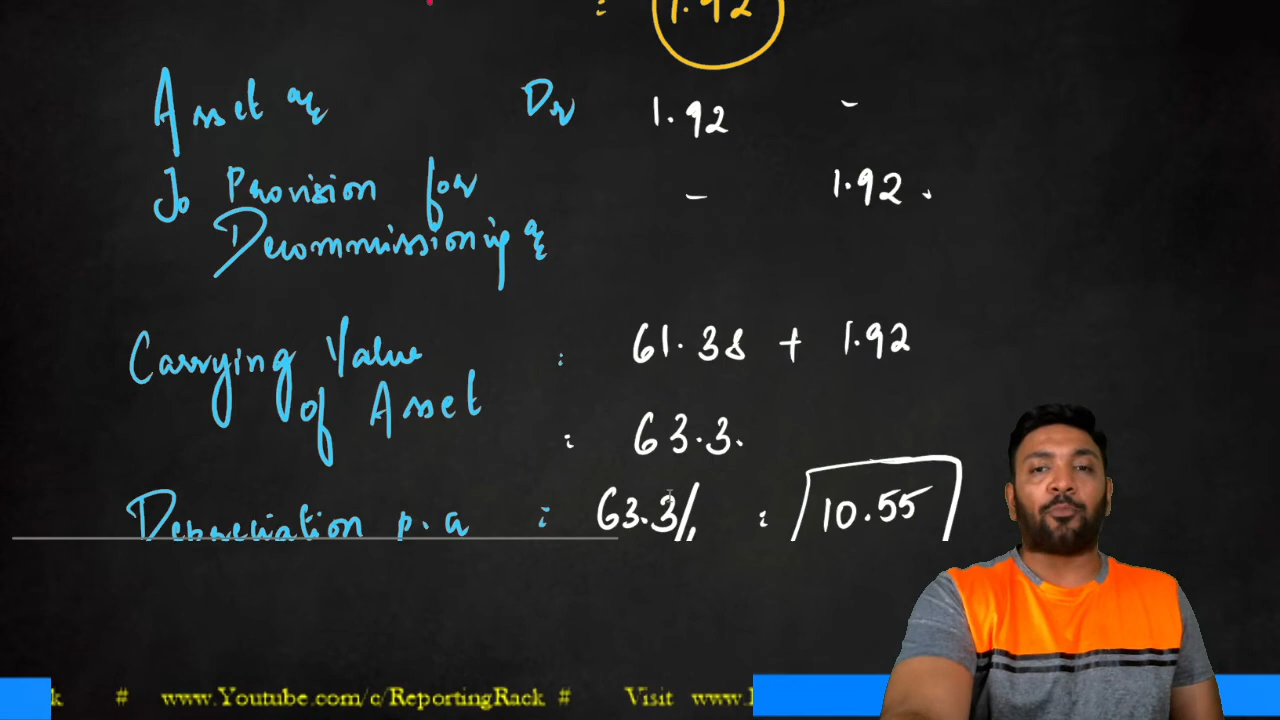 : 1.92
Asset a/c Dr 1.92 -
To Provision for - 1.92.
Decommissioning a/c
Carrying Value : 61.38 + 1.92
of Asset
: 63.3.
Depreciation p.a : 63.3/ : 10.55
# www.Youtube.com/c/ReportingRack # Visit www.